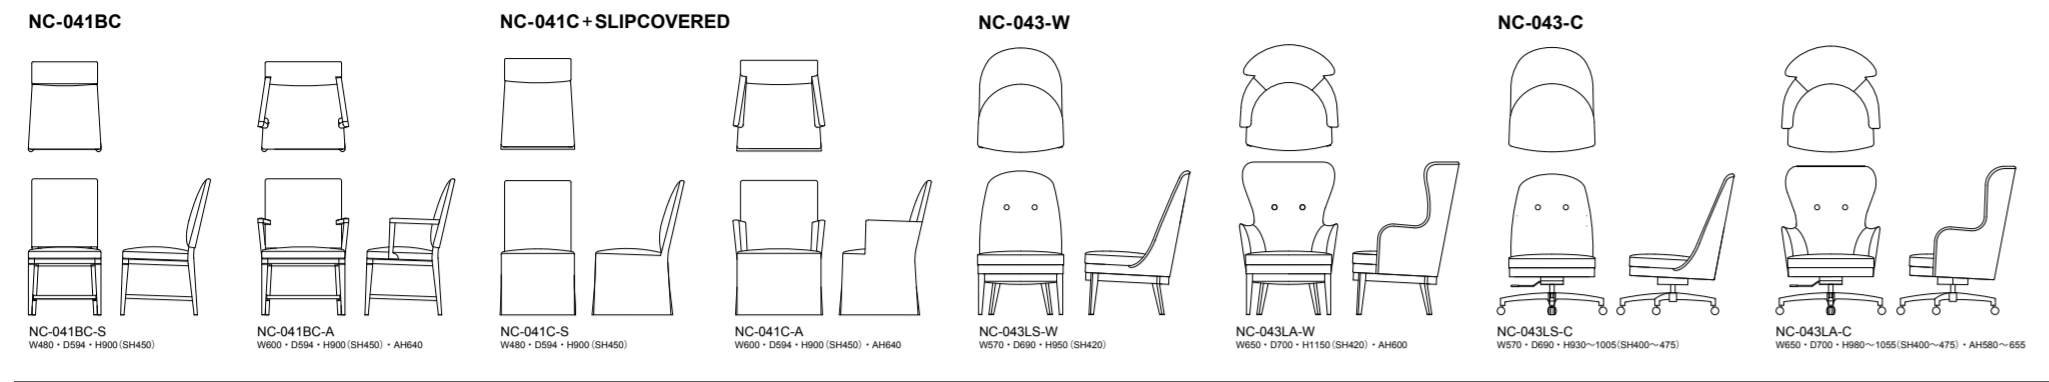 NC-041BC
NC-041C+SLIPCOVERED
NC-043-W
NC-043-C
NC-041BC-S
W480・D594・H900(SH450)
NC-041BC-A
W600・D594・H900(SH450)・AH640
NC-041C-S
W480・D594・H900(SH450)
NC-041C-A
W600・D594・H900(SH450)・AH640
NC-043LS-W
W570・D690・H950(SH420)
NC-043LA-W
W650・D700・H1150(SH420)・AH600
NC-043LS-C
W570・D690・H930〜1005(SH400〜475)
NC-043LA-C
W650・D700・H980〜1055(SH400〜475)・AH580〜655